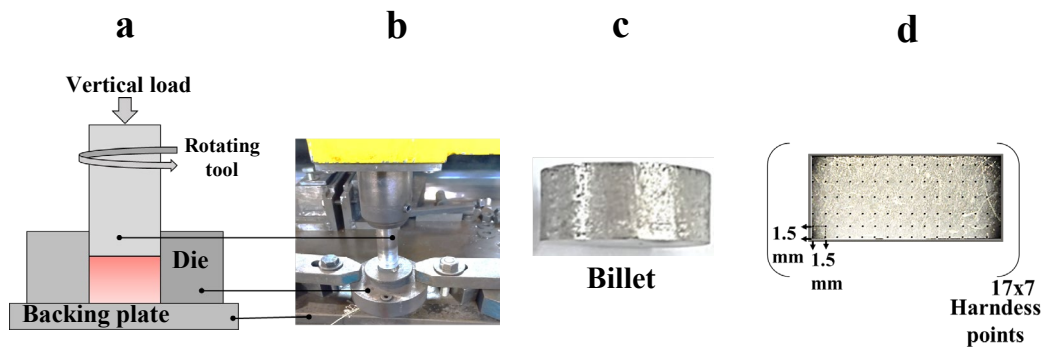 a
b
c
d
Vertical load
Rotating
tool
Die
Backing plate
Billet
1.5
mm
1.5
mm
17x7
Harndess
points